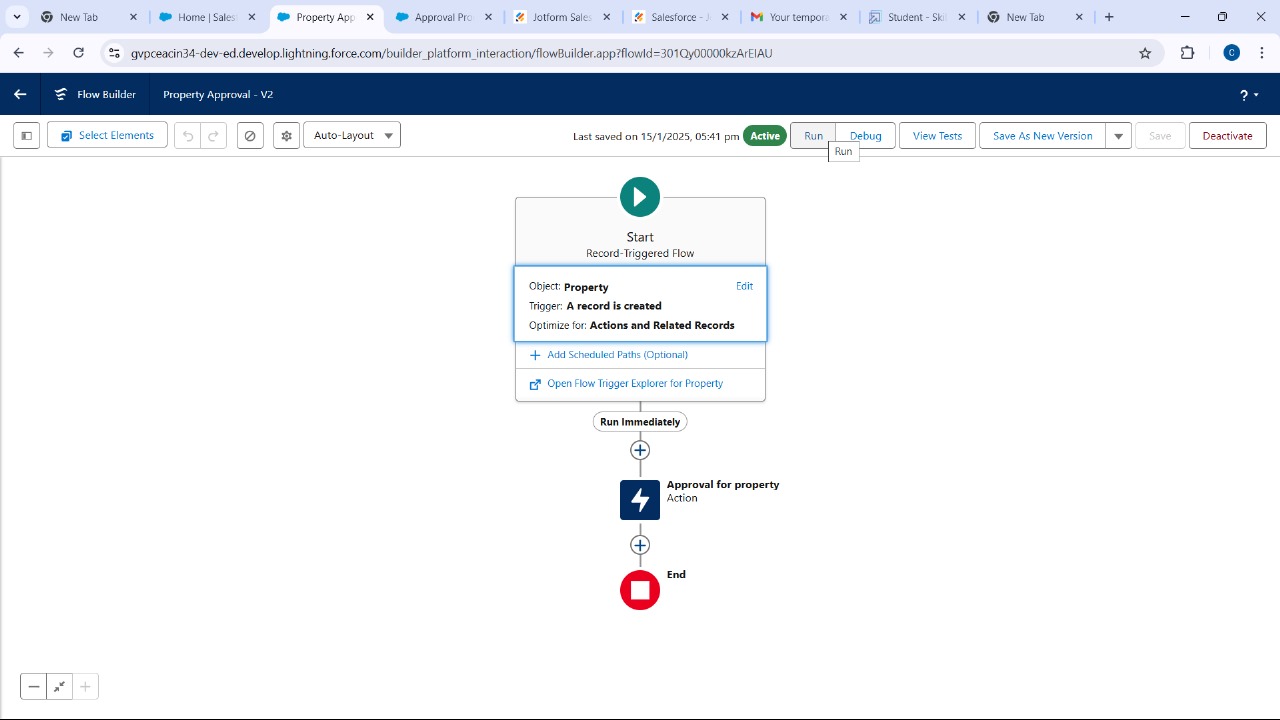 New Tab
Home | Sales
Property App
Approval Pro
Jotform Sales
Salesforce - J
Your tempora
Student - Ski
New Tab
gvpceacin34-dev-ed.develop.lightning.force.com/builder_platform_interaction/flowBuilder.app?flowId=301Qy00000kzArEIAU
C
Flow Builder
Property Approval - V2
?
Select Elements
Auto-Layout
Last saved on 15/1/2025, 05:41 pm
Active
Run
Debug
View Tests
Save As New Version
Save
Deactivate
Run
Start
Record-Triggered Flow
Object: Property
Edit
Trigger: A record is created
Optimize for: Actions and Related Records
Add Scheduled Paths (Optional)
Open Flow Trigger Explorer for Property
Run Immediately
Approval for property
Action
End